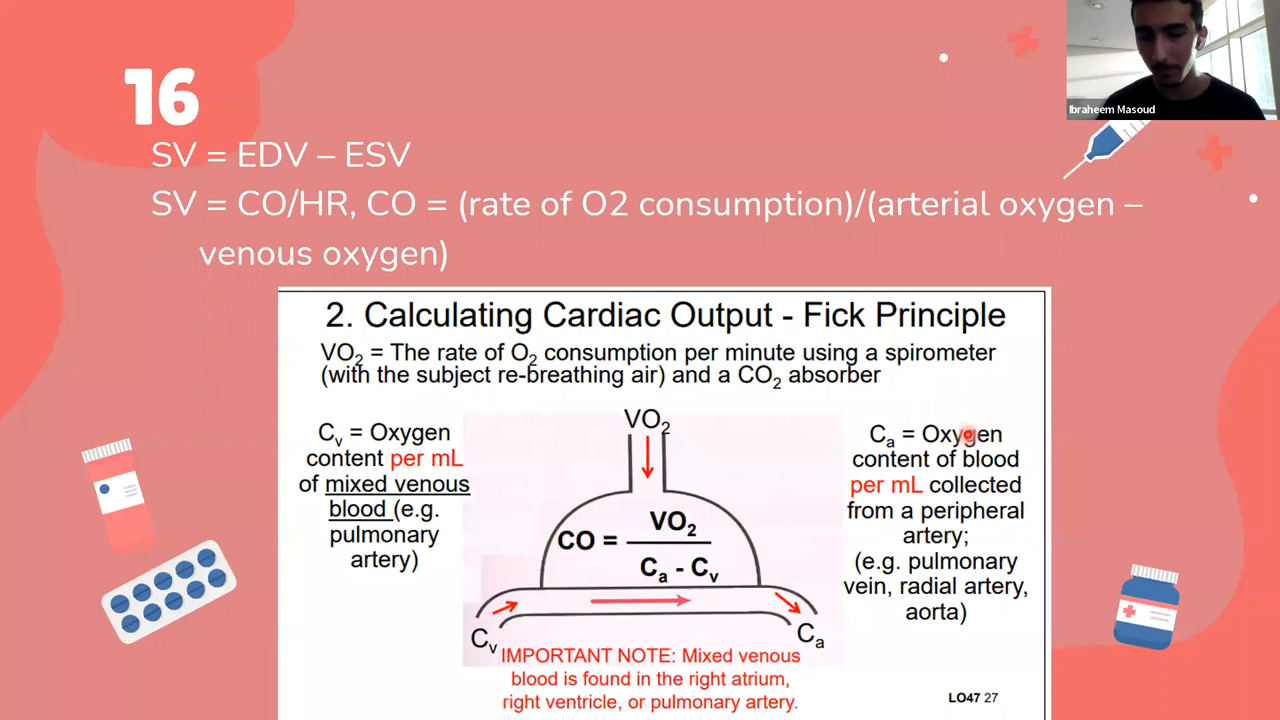 Ibraheem Masoud
16
SV = EDV – ESV
SV = CO/HR, CO = (rate of O2 consumption)/(arterial oxygen –
venous oxygen)
2. Calculating Cardiac Output - Fick Principle
VO₂ = The rate of O₂ consumption per minute using a spirometer
(with the subject re-breathing air) and a CO₂ absorber
Cᵥ = Oxygen
content per mL
of mixed venous
blood (e.g.
pulmonary
artery)
VO₂
CO = VO₂
Cₐ - Cᵥ
Cᵥ
Cₐ
Cₐ = Oxygen
content of blood
per mL collected
from a peripheral
artery;
(e.g. pulmonary
vein, radial artery,
aorta)
IMPORTANT NOTE: Mixed venous
blood is found in the right atrium,
right ventricle, or pulmonary artery.
LO47 27